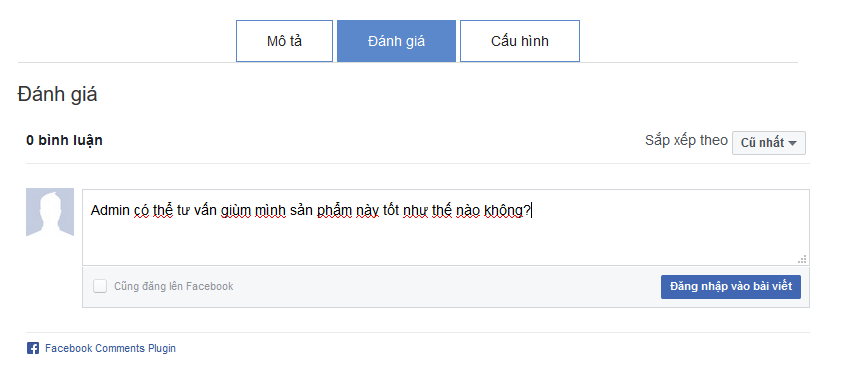 Mô tả Đánh giá Cấu hình
Đánh giá
0 bình luận Sắp xếp theo Cũ nhất
Admin có thể tư vấn giùm mình sản phẩm này tốt như thế nào không?
Cũng đăng lên Facebook Đăng nhập vào bài viết
Facebook Comments Plugin